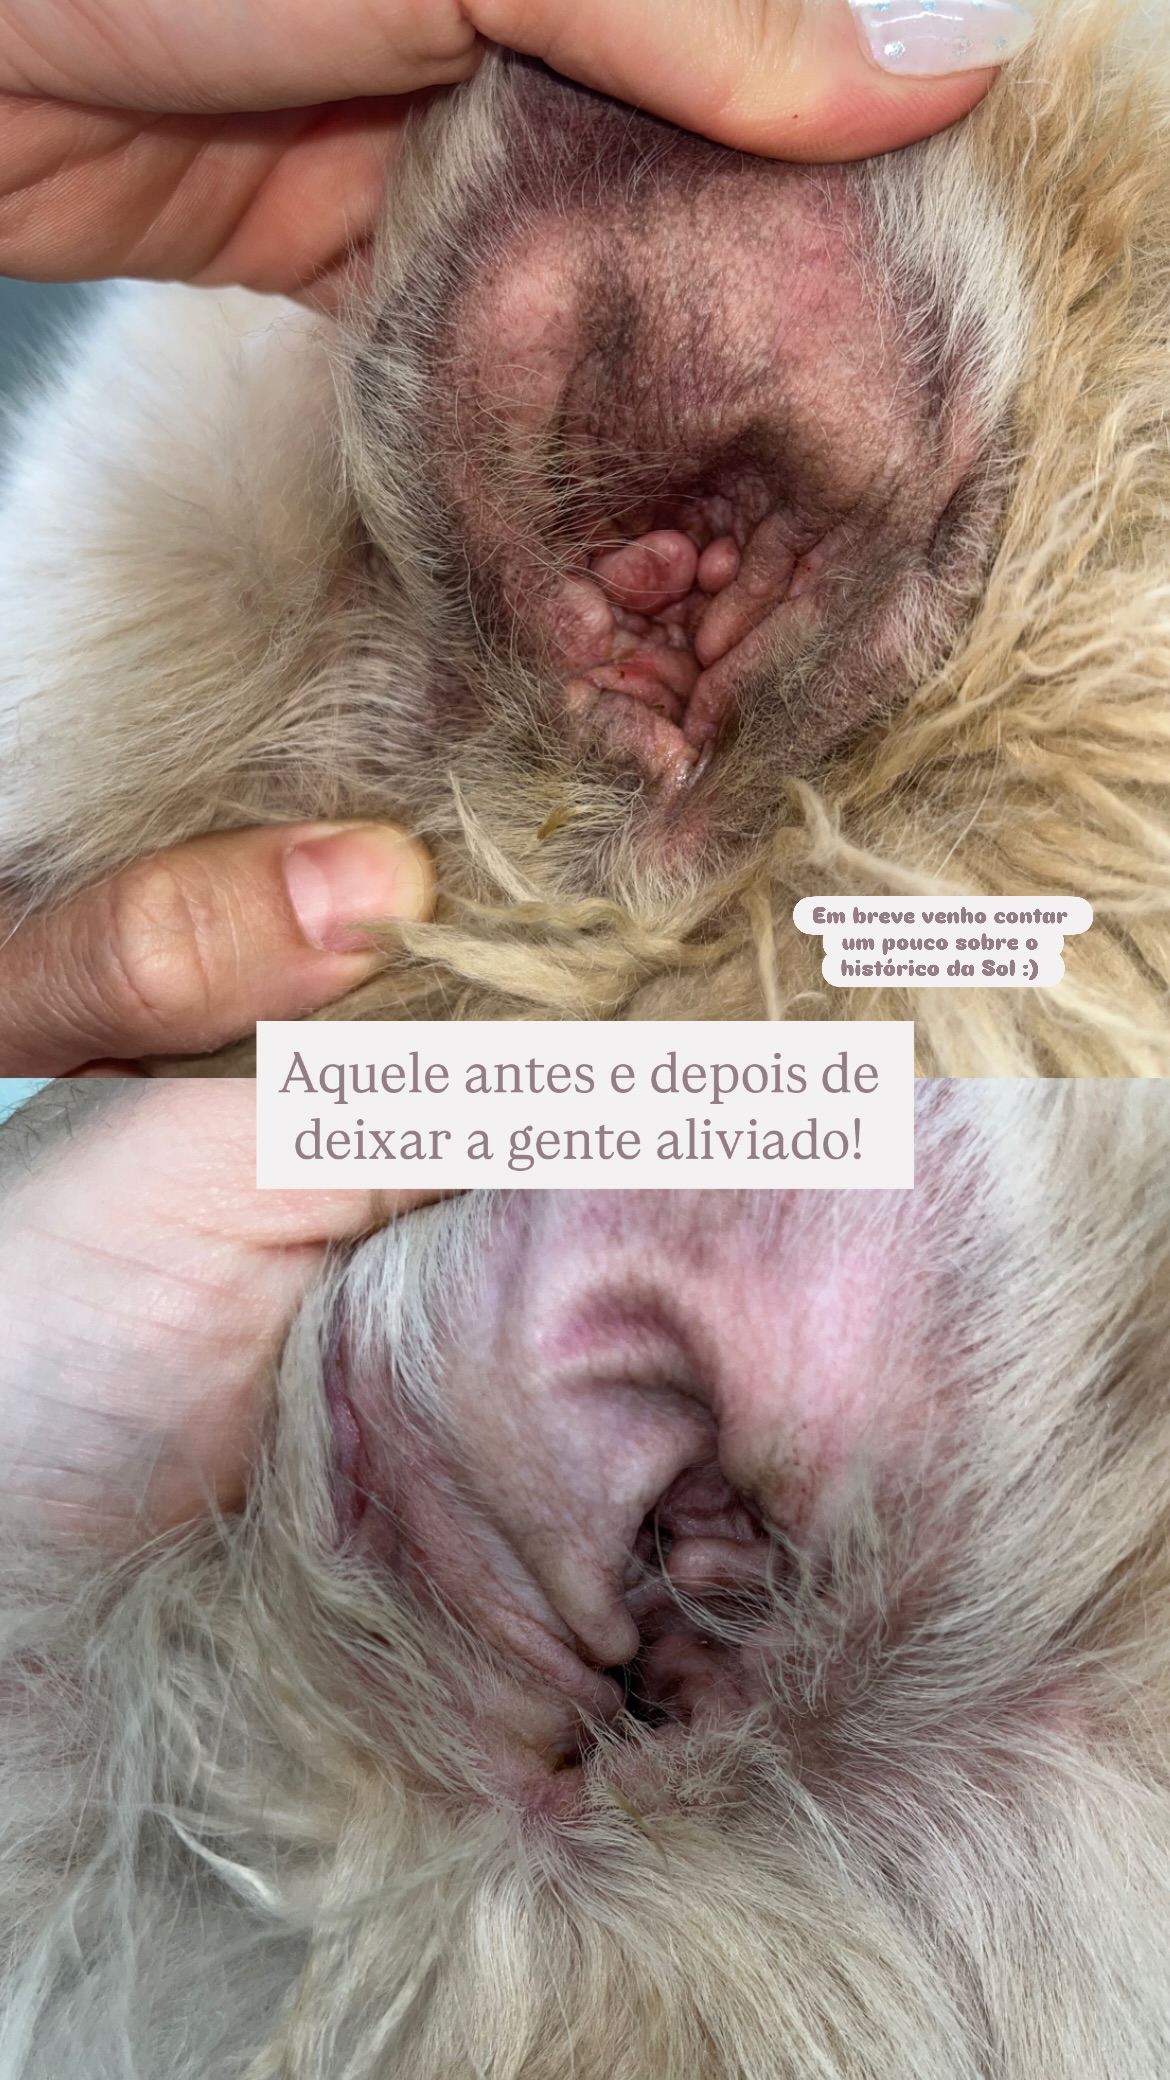 Em breve venho contar
um pouco sobre o
histórico da Sol :)
Aquele antes e depois de
deixar a gente aliviado!